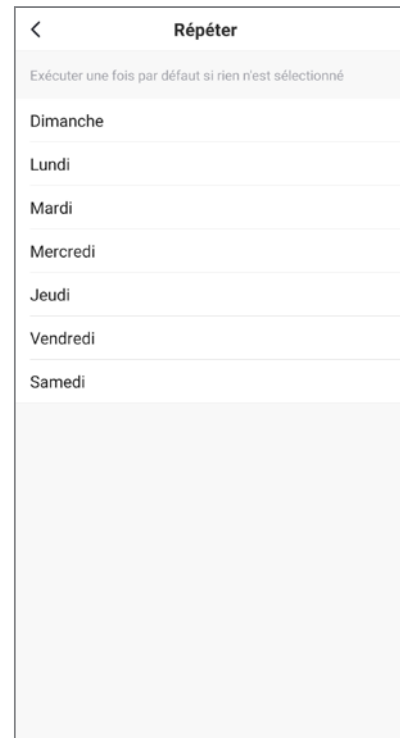 Répéter
Exécuter une fois par défaut si rien n'est sélectionné
Dimanche
Lundi
Mardi
Mercredi
Jeudi
Vendredi
Samedi